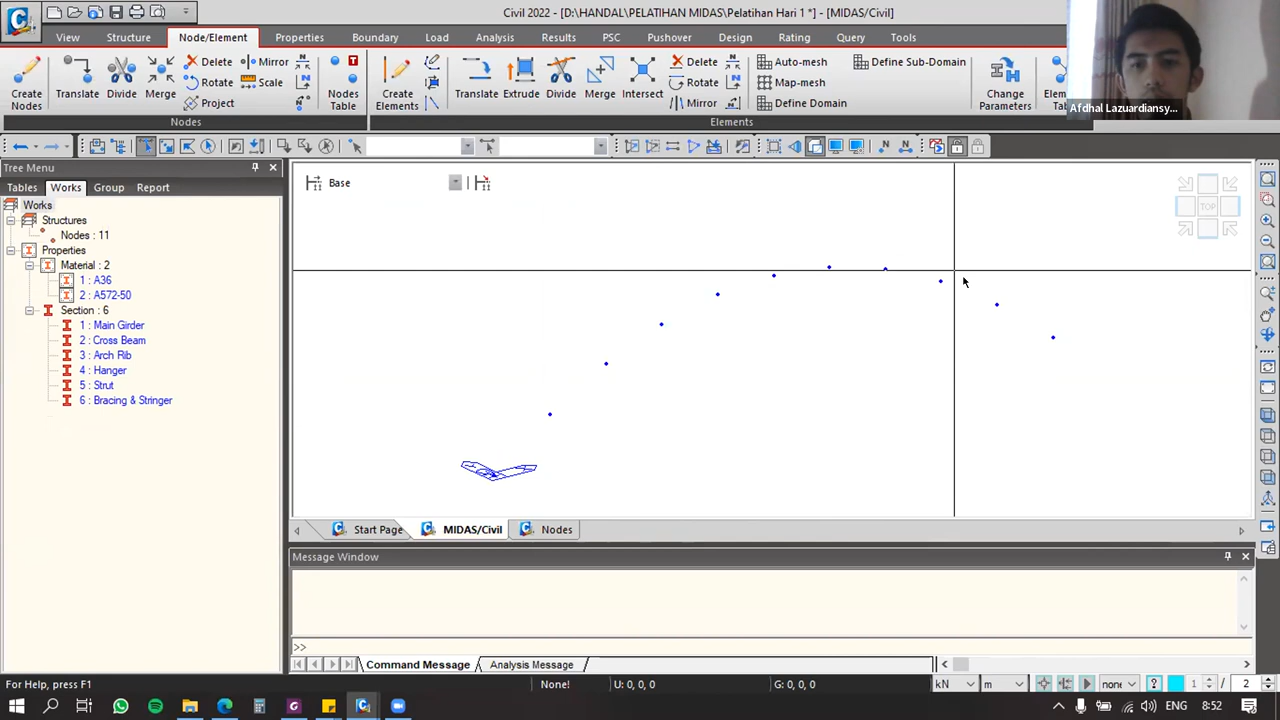 Civil 2022 - [D:\HANDAL\PELATIHAN MIDAS\Pelatihan Hari 1 *] - [MIDAS/Civil]
View Structure Node/Element Properties Boundary Load Analysis Results PSC Pushover Design Rating Query Tools
Delete Mirror
Rotate Scale
Project
Create Nodes
Translate
Divide
Merge
Nodes Table
Nodes
Create Elements
Translate
Extrude
Divide
Merge
Intersect
Delete
Rotate
Mirror
Auto-mesh
Map-mesh
Define Domain
Define Sub-Domain
Change Parameters
Elements
Afdhal Lazuardiansy...
Tree Menu
Tables Works Group Report
Works
Structures
Nodes : 11
Properties
Material : 2
1 : A36
2 : A572-50
Section : 6
1 : Main Girder
2 : Cross Beam
3 : Arch Rib
4 : Hanger
5 : Strut
6 : Bracing & Stringer
Base
TOP
Start Page MIDAS/Civil Nodes
Message Window
>>
Command Message Analysis Message
For Help, press F1 None! U: 0, 0, 0 G: 0, 0, 0 kN m non 1 / 2
ENG 8:52